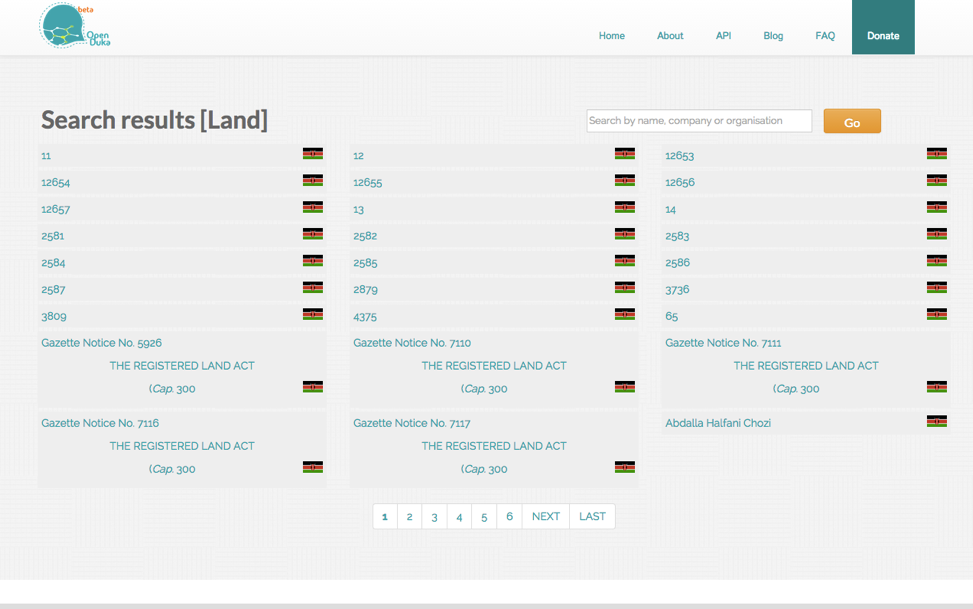 beta
Open
Duka
Home About API Blog FAQ Donate
Search results [Land]
Search by name, company or organisation
Go
11 12 12653
12654 12655 12656
12657 13 14
2581 2582 2583
2584 2585 2586
2587 2879 3736
3809 4375 65
Gazette Notice No. 5926 Gazette Notice No. 7110 Gazette Notice No. 7111
THE REGISTERED LAND ACT THE REGISTERED LAND ACT THE REGISTERED LAND ACT
(Cap. 300 (Cap. 300 (Cap. 300
Gazette Notice No. 7116 Gazette Notice No. 7117 Abdalla Halfani Chozi
THE REGISTERED LAND ACT THE REGISTERED LAND ACT
(Cap. 300 (Cap. 300
1 2 3 4 5 6 NEXT LAST